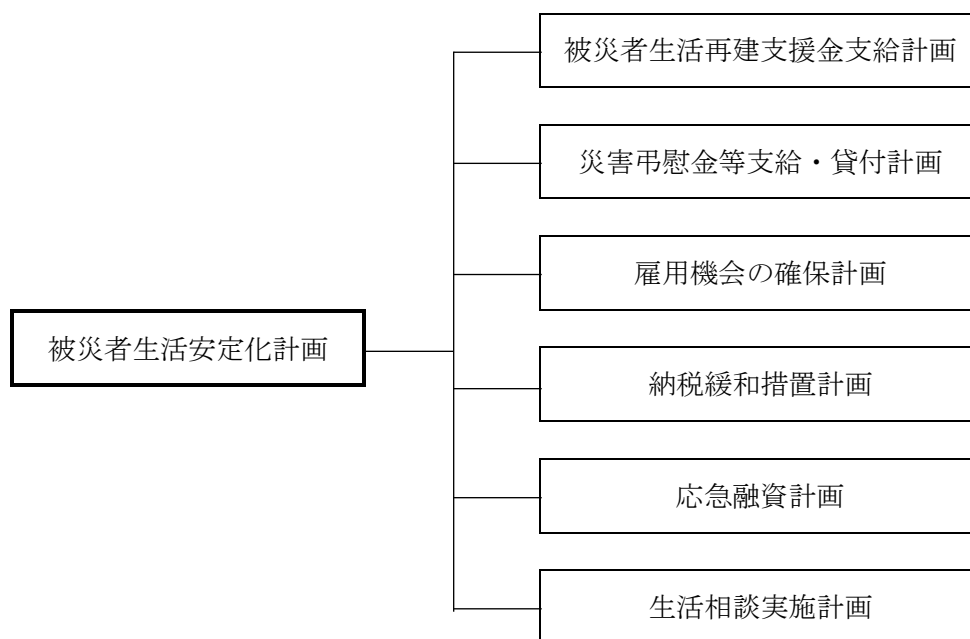 被災者生活再建支援金支給計画
災害弔慰金等支給・貸付計画
雇用機会の確保計画
被災者生活安定化計画
納税緩和措置計画
応急融資計画
生活相談実施計画